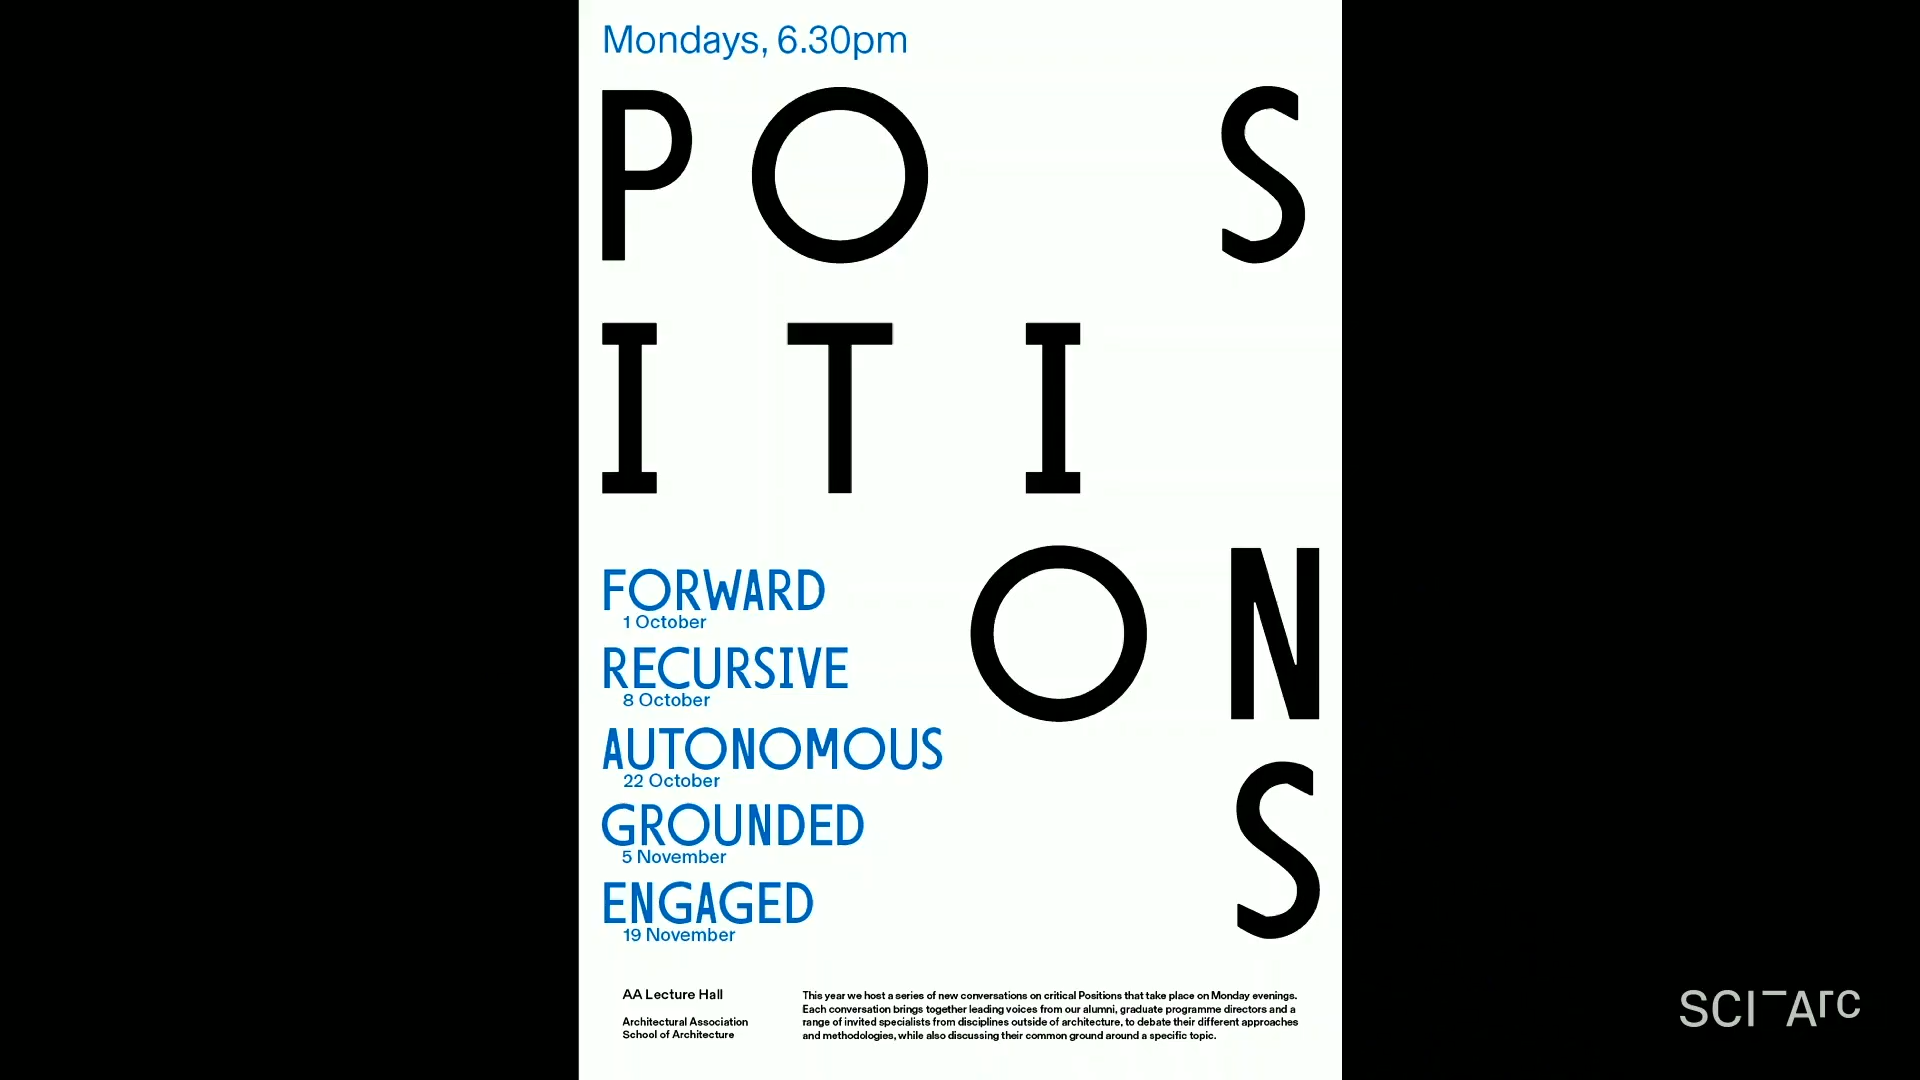 Mondays, 6.30pm
P O S
I T I
O N
S
FORWARD
1 October
RECURSIVE
8 October
AUTONOMOUS
22 October
GROUNDED
5 November
ENGAGED
19 November
AA Lecture Hall
Architectural Association
School of Architecture
This year we host a series of new conversations on critical Positions that take place on Monday evenings.
Each conversation brings together leading voices from our alumni, graduate programme directors and a
range of invited specialists from disciplines outside of architecture, to debate their different approaches
and methodologies, while also discussing their common ground around a specific topic.
SCI-Arc